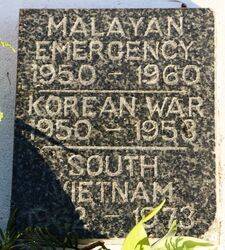 MALAYAN
EMERGENCY
1950 - 1960
KOREAN WAR
1950 - 1953
SOUTH
VIETNAM